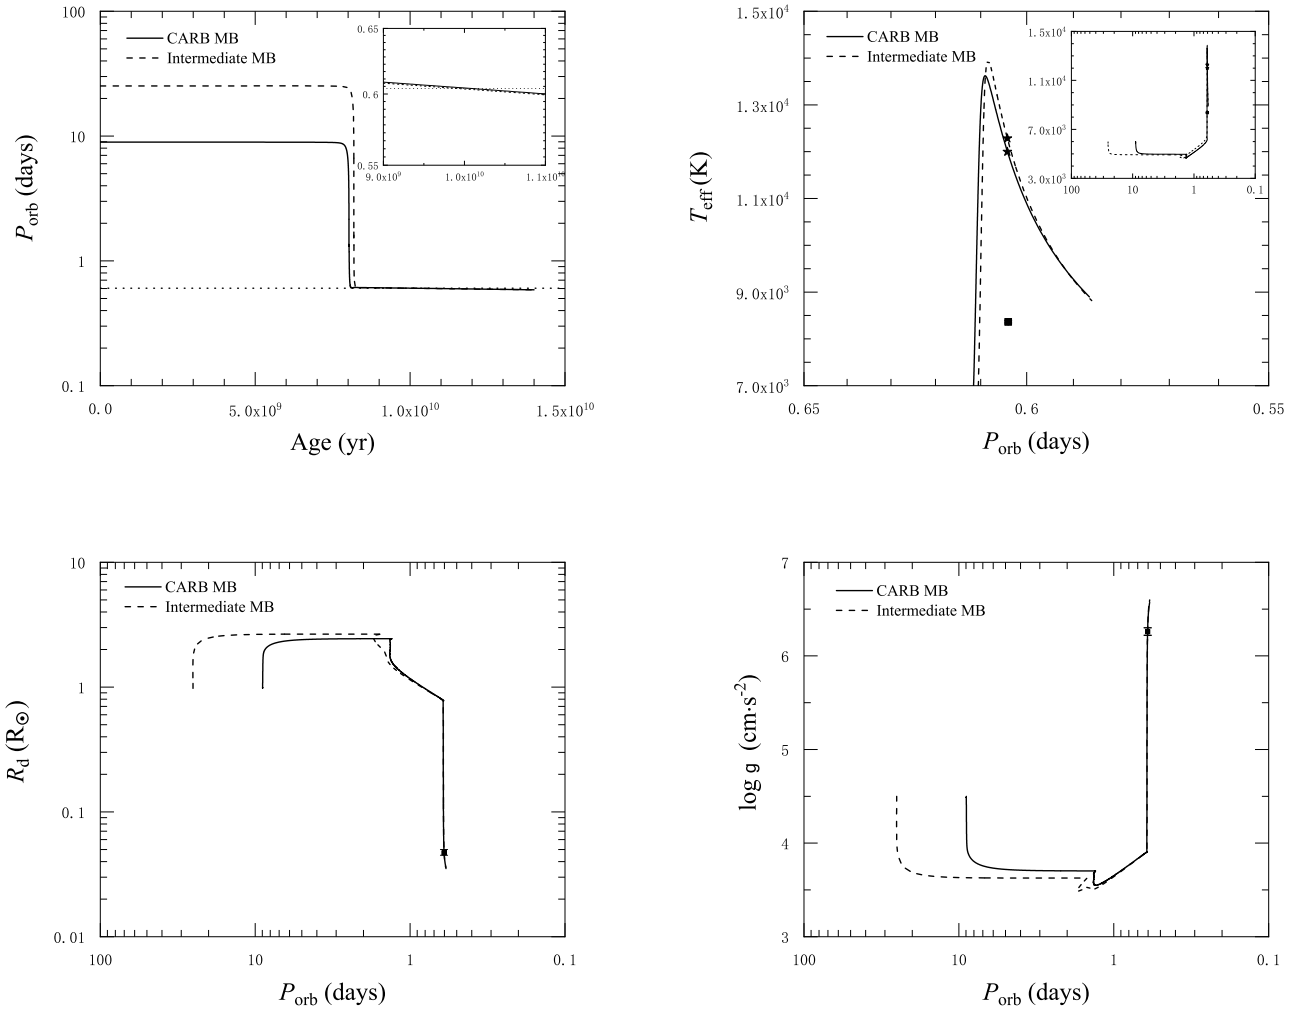 100
10
1
0.1
P_orb (days)
CARB MB
Intermediate MB
0.65
0.6
0.55
9.0x10⁹
1.0x10¹⁰
1.1x10¹⁰
0.0
5.0x10⁹
1.0x10¹⁰
1.5x10¹⁰
Age (yr)
1.5x10⁴
1.3x10⁴
1.1x10⁴
9.0x10³
7.0x10³
T_eff (K)
CARB MB
Intermediate MB
1.5x10⁴
1.1x10⁴
7.0x10³
3.0x10³
100
10
1
0.1
0.65
0.6
0.55
P_orb (days)
10
1
0.1
0.01
R_d (R☉)
CARB MB
Intermediate MB
100
10
1
0.1
P_orb (days)
7
6
5
4
3
log g (cm·s⁻²)
CARB MB
Intermediate MB
100
10
1
0.1
P_orb (days)